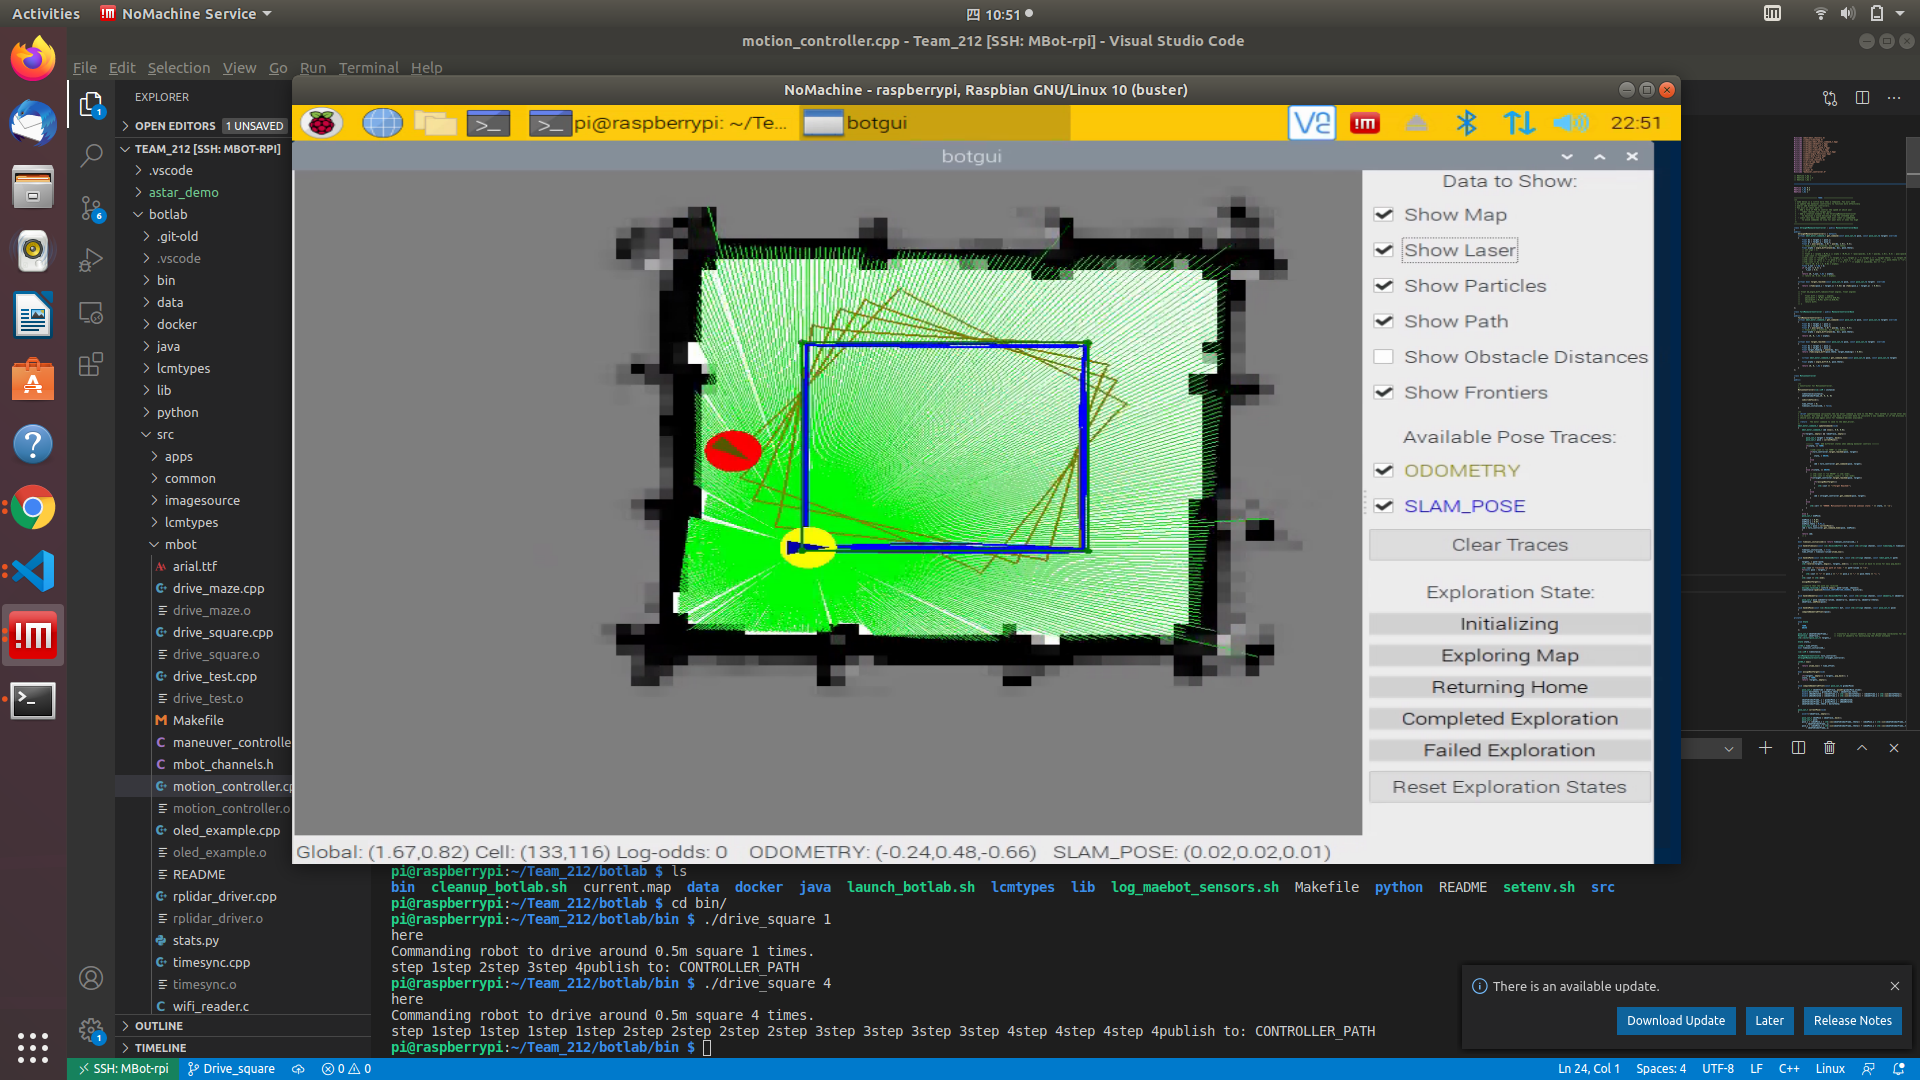 Activities
NoMachine Service
四 10:51
motion_controller.cpp - Team_212 [SSH: MBot-rpi] - Visual Studio Code
File Edit Selection View Go Run Terminal Help
EXPLORER
OPEN EDITORS 1 UNSAVED
TEAM_212 [SSH: MBOT-RPI]
.vscode
astar_demo
botlab
.git-old
.vscode
bin
data
docker
java
lcmtypes
lib
python
src
apps
common
imagesource
lcmtypes
mbot
arial.ttf
drive_maze.cpp
drive_maze.o
drive_square.cpp
drive_square.o
drive_test.cpp
drive_test.o
Makefile
maneuver_controlle
mbot_channels.h
motion_controller.cp
motion_controller.o
oled_example.cpp
oled_example.o
README
rplidar_driver.cpp
rplidar_driver.o
stats.py
timesync.cpp
timesync.o
wifi_reader.c
OUTLINE
TIMELINE
NoMachine - raspberrypi, Raspbian GNU/Linux 10 (buster)
pi@raspberrypi: ~/Te...
botgui
22:51
botgui
Data to Show:
Show Map
Show Laser
Show Particles
Show Path
Show Obstacle Distances
Show Frontiers
Available Pose Traces:
ODOMETRY
SLAM_POSE
Clear Traces
Exploration State:
Initializing
Exploring Map
Returning Home
Completed Exploration
Failed Exploration
Reset Exploration States
Global: (1.67,0.82) Cell: (133,116) Log-odds: 0 ODOMETRY: (-0.24,0.48,-0.66) SLAM_POSE: (0.02,0.02,0.01)
pi@raspberrypi:~/Team_212/botlab $ ls
bin cleanup_botlab.sh current.map data docker java launch_botlab.sh lcmtypes lib log_maebot_sensors.sh Makefile python README setenv.sh src
pi@raspberrypi:~/Team_212/botlab $ cd bin/
pi@raspberrypi:~/Team_212/botlab/bin $ ./drive_square 1
here
Commanding robot to drive around 0.5m square 1 times.
step 1step 2step 3step 4publish to: CONTROLLER_PATH
pi@raspberrypi:~/Team_212/botlab/bin $ ./drive_square 4
here
Commanding robot to drive around 0.5m square 4 times.
step 1step 1step 1step 1step 2step 2step 2step 2step 3step 3step 3step 3step 4step 4step 4step 4publish to: CONTROLLER_PATH
pi@raspberrypi:~/Team_212/botlab/bin $
There is an available update.
Download Update
Later
Release Notes
SSH: MBot-rpi
Drive_square
0 0
Ln 24, Col 1
Spaces: 4
UTF-8
LF
C++
Linux